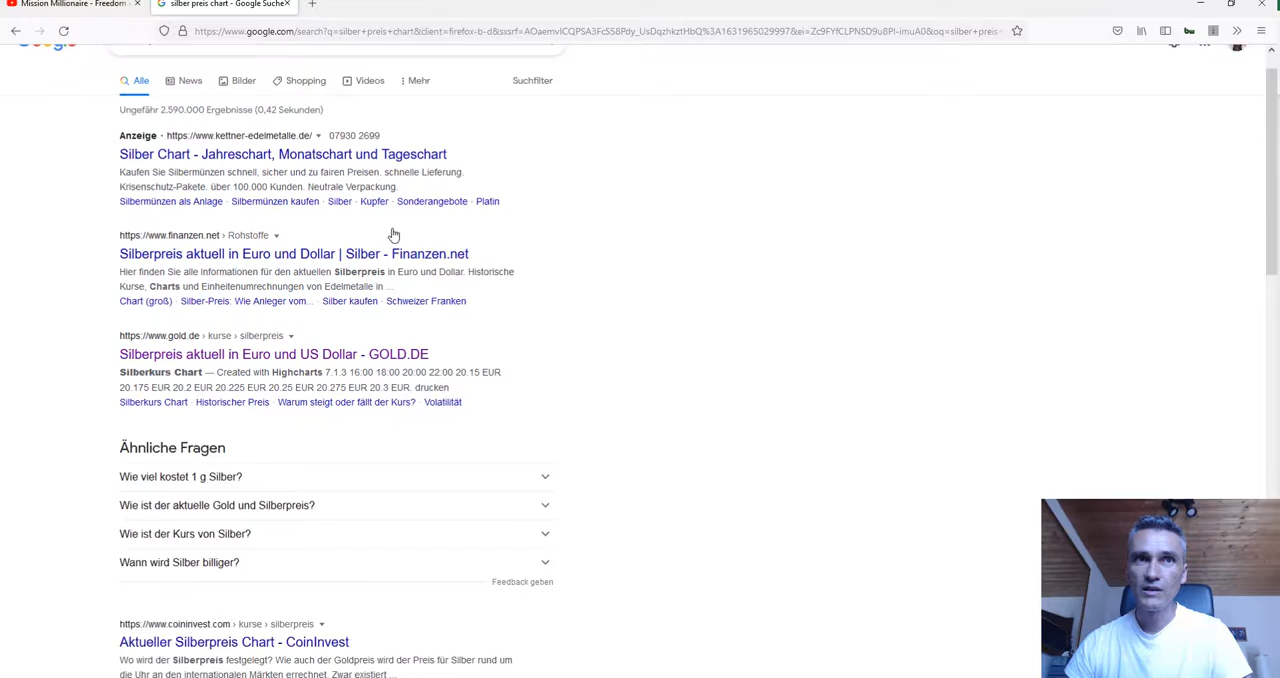 Mission Millionaire - Freedom
silber preis chart - Google Suche
https://www.google.com/search?q=silber+preis+chart&client=firefox-b-d&sxsrf=
Google
Alle News Bilder Shopping Videos Mehr Suchfilter
Ungefähr 2.590.000 Ergebnisse (0,42 Sekunden)
Anzeige · https://www.kettner-edelmetalle.de/ 07930 2699
Silber Chart - Jahreschart, Monatschart und Tageschart
Kaufen Sie Silbermünzen schnell, sicher und zu fairen Preisen. schnelle Lieferung.
Krisenschutz-Pakete. über 100.000 Kunden. Neutrale Verpackung.
Silbermünzen als Anlage · Silbermünzen kaufen · Silber · Kupfer · Sonderangebote · Platin
https://www.finanzen.net › Rohstoffe
Silberpreis aktuell in Euro und Dollar | Silber - Finanzen.net
Hier finden Sie alle Informationen für den aktuellen Silberpreis in Euro und Dollar. Historische
Kurse, Charts und Einheitenumrechnungen von Edelmetalle in ...
Chart (groß) · Silber-Preis: Wie Anleger vom... · Silber kaufen · Schweizer Franken
https://www.gold.de › kurse › silberpreis
Silberpreis aktuell in Euro und US Dollar - GOLD.DE
Silberkurs Chart — Created with Highcharts 7.1.3 16:00 18:00 20:00 22:00 20.15 EUR
20.175 EUR 20.2 EUR 20.225 EUR 20.25 EUR 20.275 EUR 20.3 EUR. drucken
Silberkurs Chart · Historischer Preis · Warum steigt oder fällt der Kurs? · Volatilität
Ähnliche Fragen
Wie viel kostet 1 g Silber?
Wie ist der aktuelle Gold und Silberpreis?
Wie ist der Kurs von Silber?
Wann wird Silber billiger?
Feedback geben
https://www.coininvest.com › kurse › silberpreis
Aktueller Silberpreis Chart - CoinInvest
Wo wird der Silberpreis festgelegt? Wie auch der Goldpreis wird der Preis für Silber rund um
die Uhr an den internationalen Märkten errechnet. Zwar existiert ...